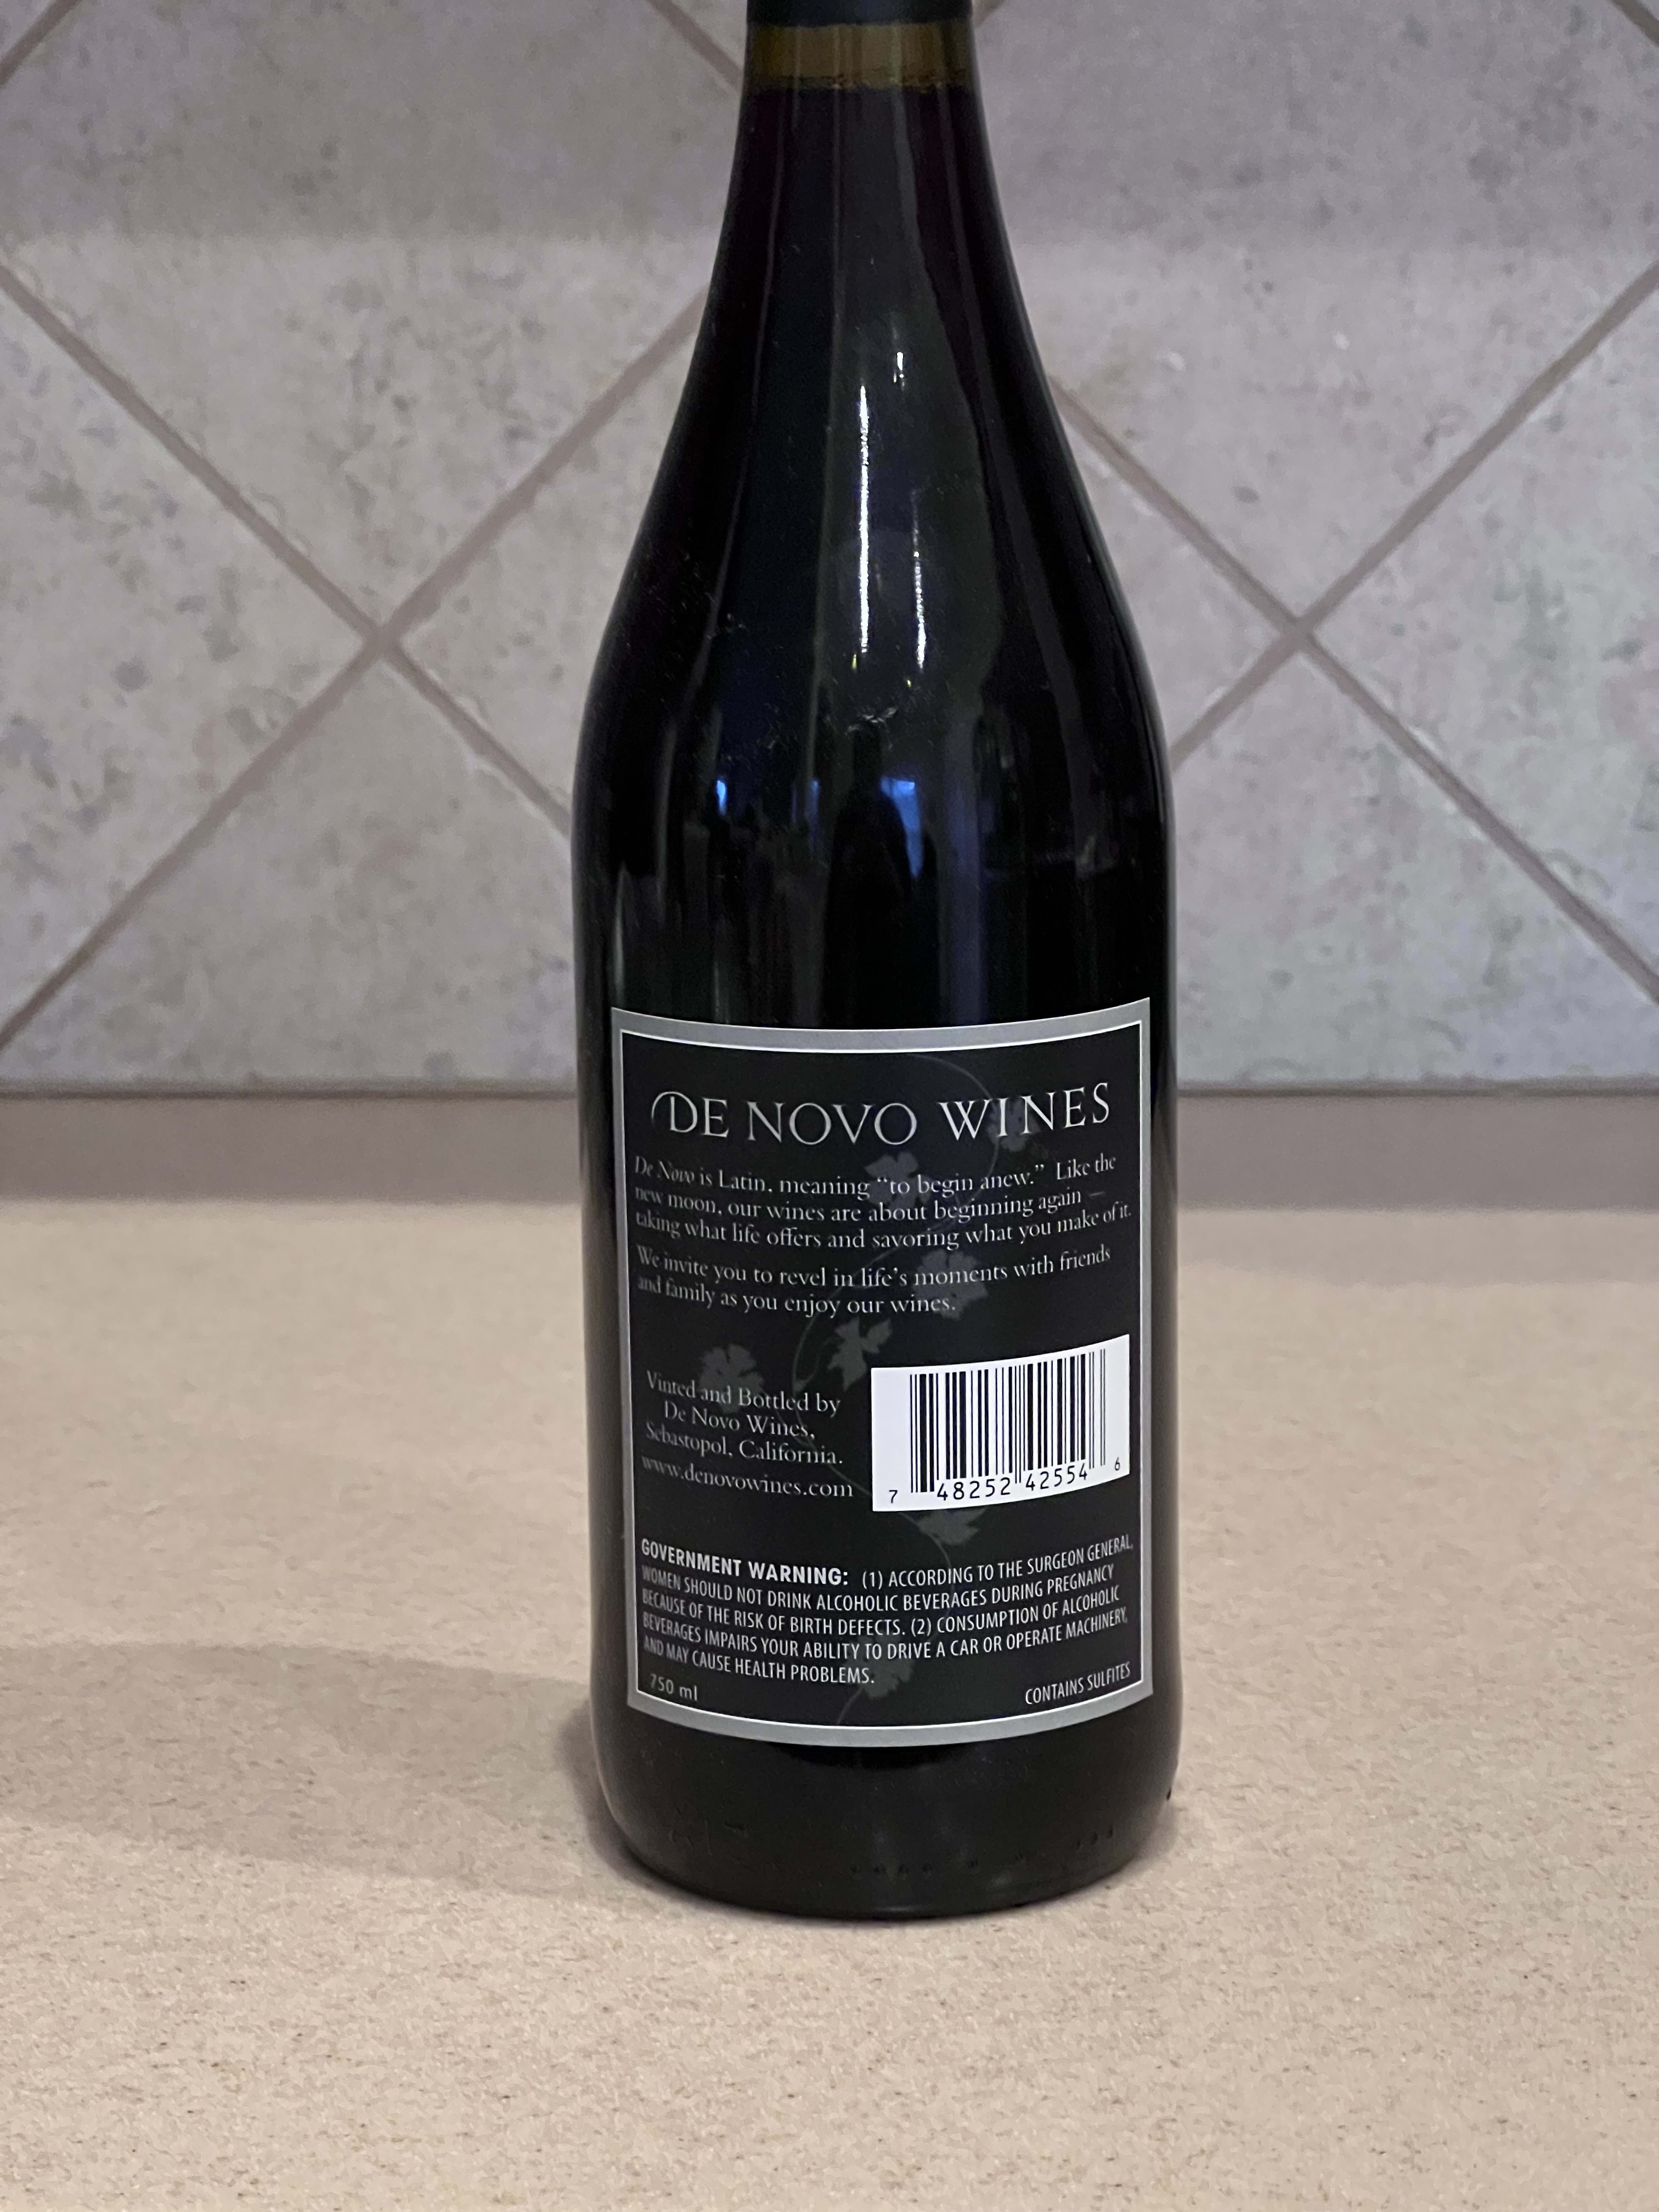 DE NOVO WINES
De Novo is Latin, meaning “to begin anew.” Like the
new moon, our wines are about beginning again —
taking what life offers and savoring what you make of it.
We invite you to revel in life’s moments with friends
and family as you enjoy our wines.
Vinted and Bottled by
De Novo Wines,
Sebastopol, California.
www.denovowines.com
7 48252 42554 6
GOVERNMENT WARNING: (1) ACCORDING TO THE SURGEON GENERAL,
WOMEN SHOULD NOT DRINK ALCOHOLIC BEVERAGES DURING PREGNANCY
BECAUSE OF THE RISK OF BIRTH DEFECTS. (2) CONSUMPTION OF ALCOHOLIC
BEVERAGES IMPAIRS YOUR ABILITY TO DRIVE A CAR OR OPERATE MACHINERY,
AND MAY CAUSE HEALTH PROBLEMS.
750 ml
CONTAINS SULFITES